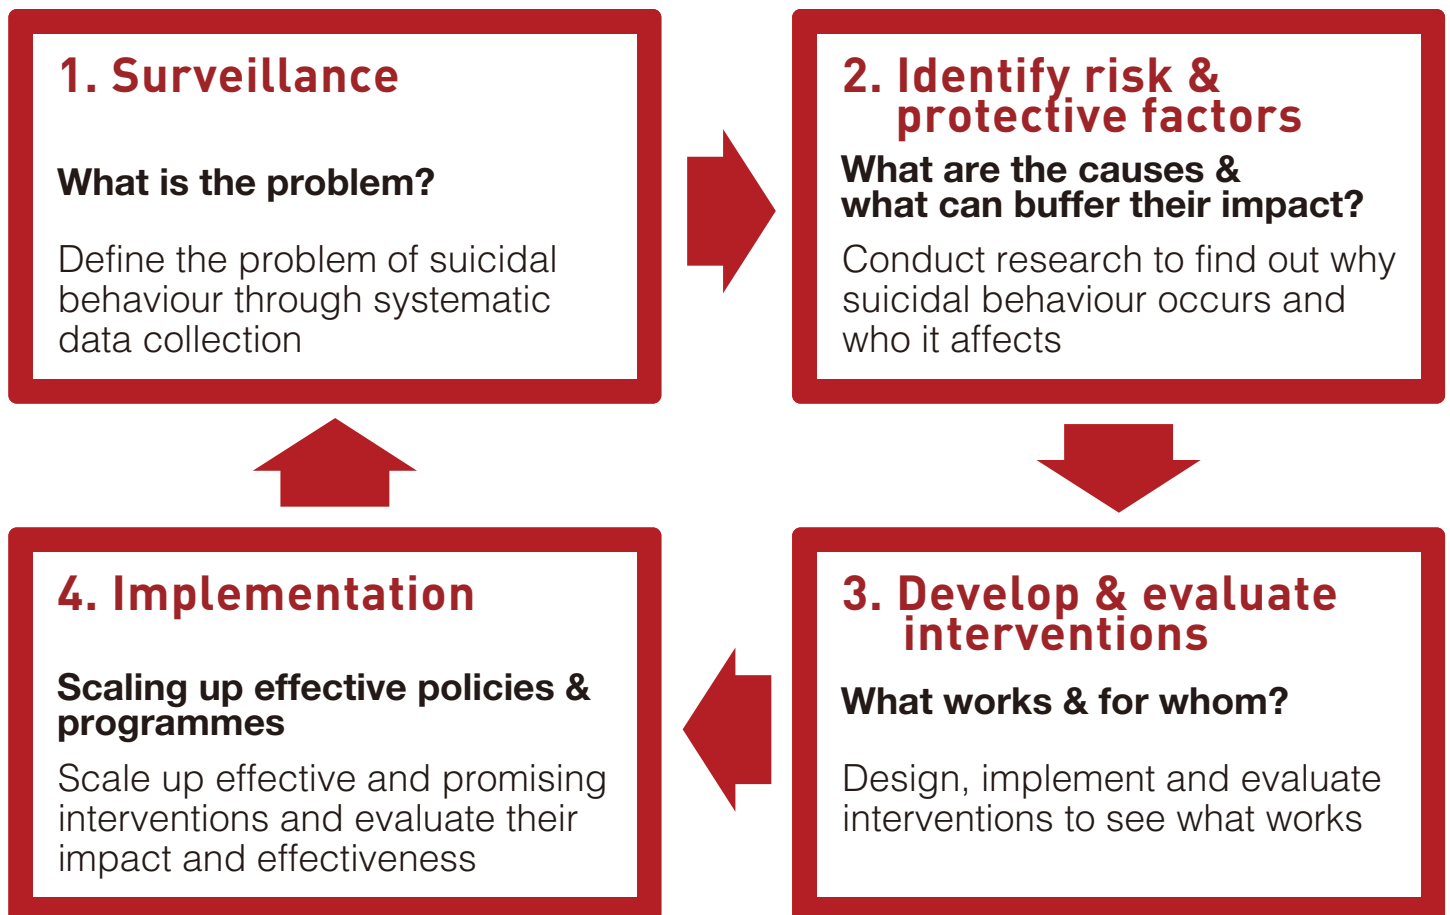 1. Surveillance
What is the problem?
Define the problem of suicidal
behaviour through systematic
data collection
2. Identify risk &
protective factors
What are the causes &
what can buffer their impact?
Conduct research to find out why
suicidal behaviour occurs and
who it affects
3. Develop & evaluate
interventions
What works & for whom?
Design, implement and evaluate
interventions to see what works
4. Implementation
Scaling up effective policies &
programmes
Scale up effective and promising
interventions and evaluate their
impact and effectiveness